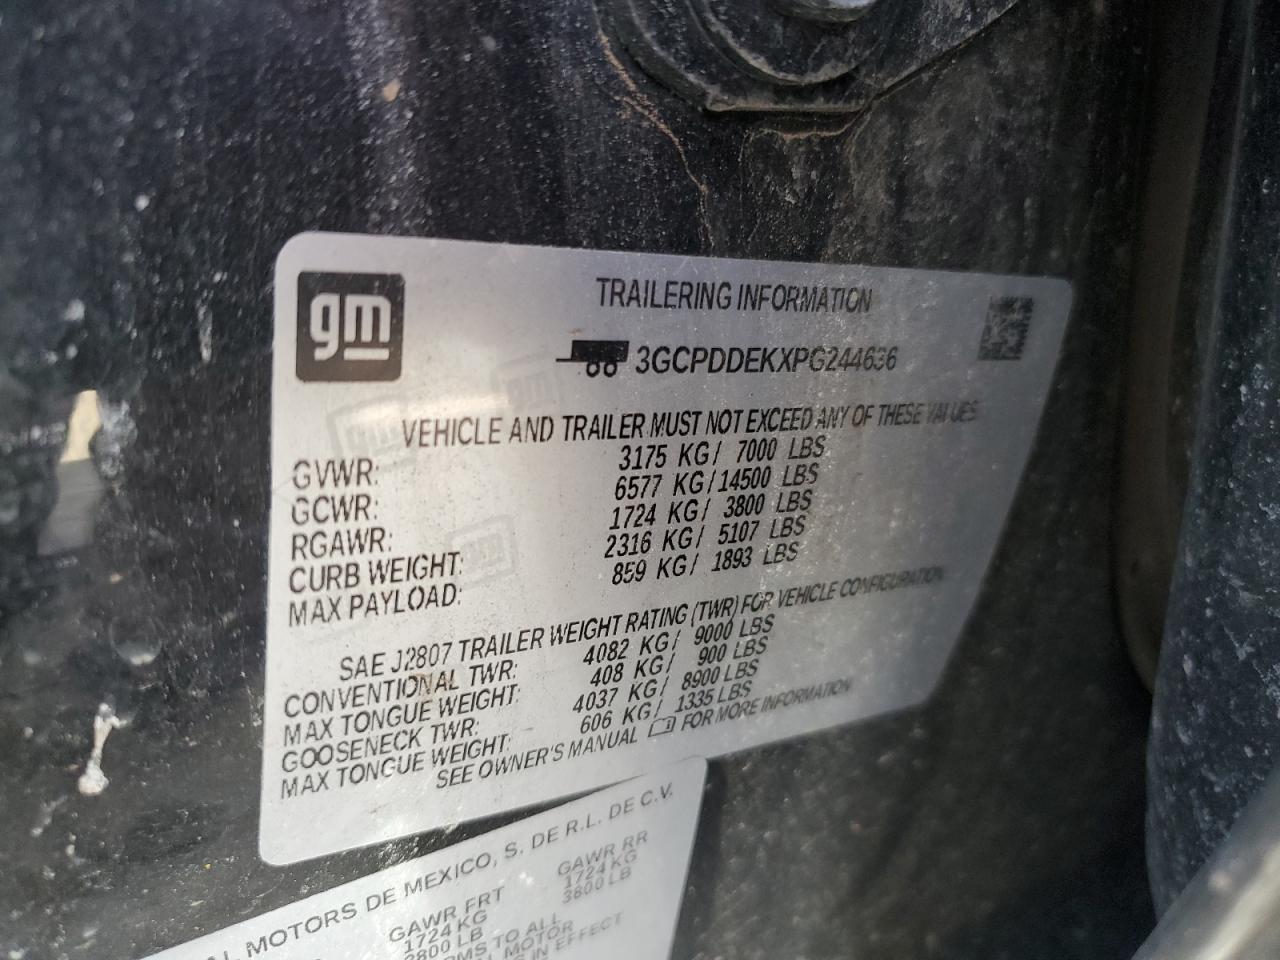 gm
TRAILERING INFORMATION
3GCPDDEKXPG244636
VEHICLE AND TRAILER MUST NOT EXCEED ANY OF THESE VALUES
GVWR: 3175 KG/ 7000 LBS
GCWR: 6577 KG/14500 LBS
RGAWR: 1724 KG/ 3800 LBS
CURB WEIGHT: 2316 KG/ 5107 LBS
MAX PAYLOAD: 859 KG/ 1893 LBS
SAE J2807 TRAILER WEIGHT RATING (TWR) FOR VEHICLE CONFIGURATION
CONVENTIONAL TWR: 4082 KG/ 9000 LBS
MAX TONGUE WEIGHT: 408 KG/ 900 LBS
GOOSENECK TWR: 4037 KG/ 8900 LBS
MAX TONGUE WEIGHT: 606 KG/ 1335 LBS
SEE OWNER'S MANUAL FOR MORE INFORMATION
MOTORS DE MEXICO, S. DE R.L. DE C.V.
GAWR FRT GAWR RR
1724 KG 1724 KG
3800 LB 3800 LB
TO ALL
MOTOR
IN EFFECT